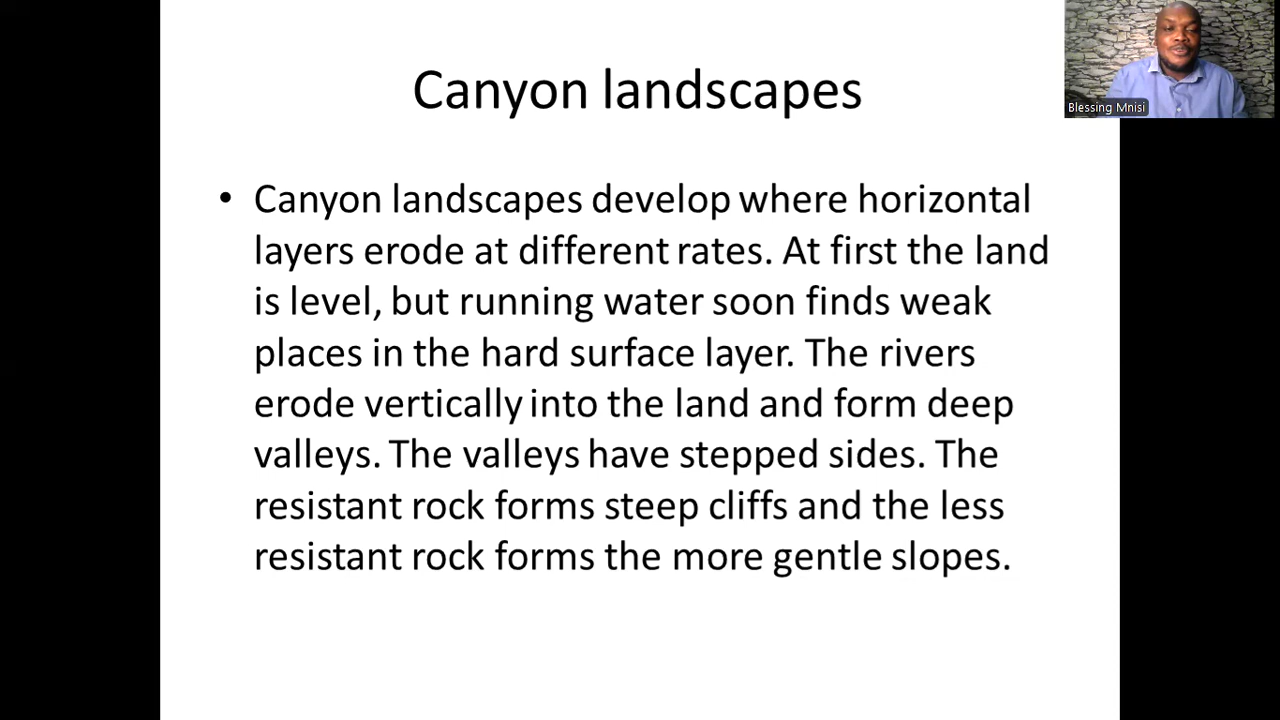 Canyon landscapes
Blessing Mnisi
• Canyon landscapes develop where horizontal
layers erode at different rates. At first the land
is level, but running water soon finds weak
places in the hard surface layer. The rivers
erode vertically into the land and form deep
valleys. The valleys have stepped sides. The
resistant rock forms steep cliffs and the less
resistant rock forms the more gentle slopes.